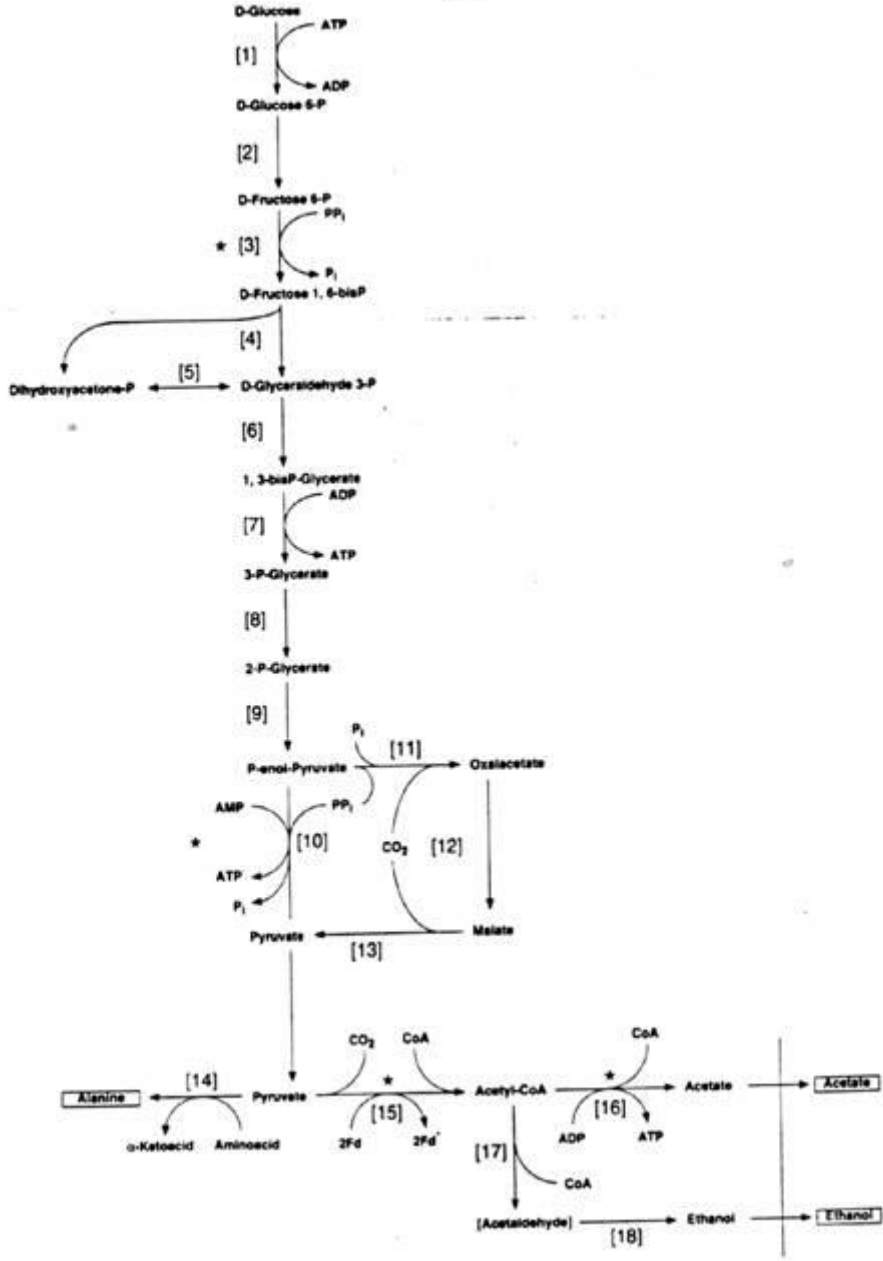 D-Glucose
ATP
[1]
ADP
D-Glucose 6-P
[2]
D-Fructose 6-P
PPi
* [3]
Pi
D-Fructose 1, 6-bisP
[4]
Dihydroxyacetone-P [5] D-Glyceraldehyde 3-P
[6]
1, 3-bisP-Glycerate
ADP
[7]
ATP
3-P-Glycerate
[8]
2-P-Glycerate
[9]
Pi
[11]
P-enol-Pyruvate Oxalacetate
AMP PPi
* [10] CO2 [12]
ATP
Pi
Pyruvate Malate
[13]
CO2 CoA CoA
[14] * *
Alanine Pyruvate Acetyl-CoA Acetate Acetate
[15] [16]
α-Ketoacid Aminoacid 2Fd 2Fd- ADP ATP
[17]
CoA
[Acetaldehyde] Ethanol Ethanol
[18]